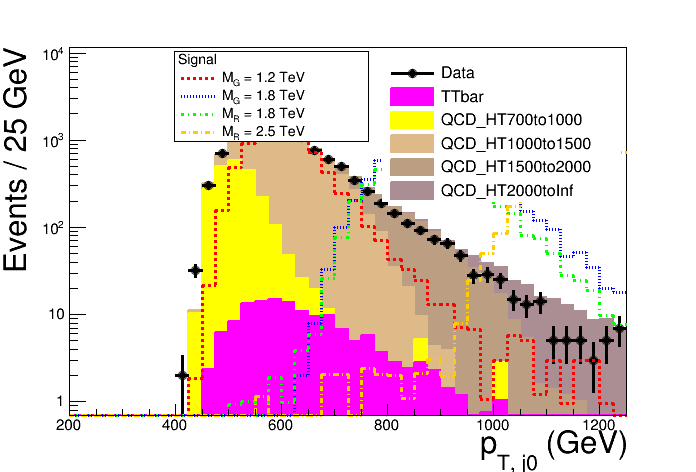 Events / 25 GeV
10⁴
10³
10²
10
1
Signal
M_G = 1.2 TeV
M_G = 1.8 TeV
M_R = 1.8 TeV
M_R = 2.5 TeV
Data
TTbar
QCD_HT700to1000
QCD_HT1000to1500
QCD_HT1500to2000
QCD_HT2000toInf
200 400 600 800 1000 1200
p_T, j0 (GeV)